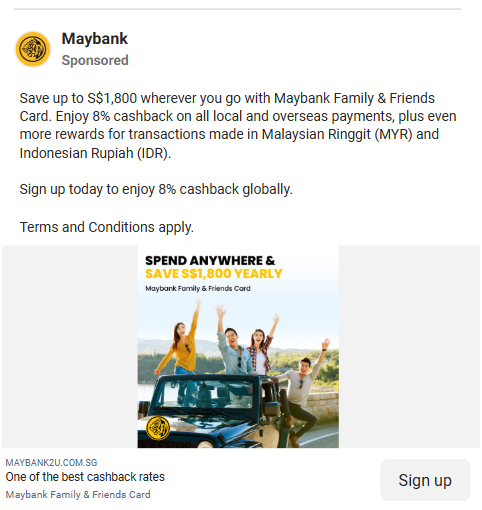 Maybank
Sponsored
Save up to S$1,800 wherever you go with Maybank Family & Friends
Card. Enjoy 8% cashback on all local and overseas payments, plus even
more rewards for transactions made in Malaysian Ringgit (MYR) and
Indonesian Rupiah (IDR).
Sign up today to enjoy 8% cashback globally.
Terms and Conditions apply.
SPEND ANYWHERE &
SAVE S$1,800 YEARLY
Maybank Family & Friends Card
MAYBANK2U.COM.SG
One of the best cashback rates
Maybank Family & Friends Card
Sign up